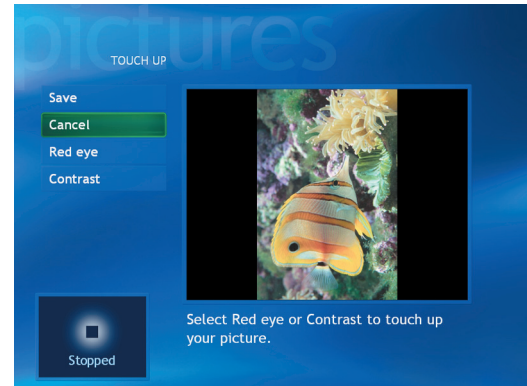 pictures
TOUCH UP
Save
Cancel
Red eye
Contrast
Select Red eye or Contrast to touch up
your picture.
Stopped